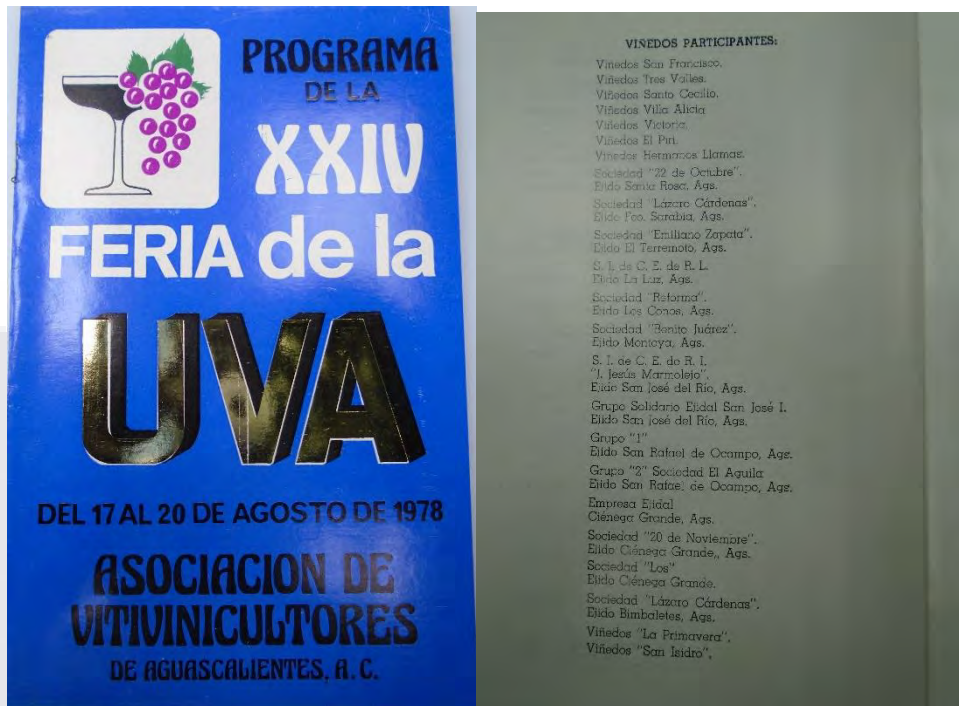 PROGRAMA
DE LA
XXIV
FERIA de la
UVA
DEL 17 AL 20 DE AGOSTO DE 1978
ASOCIACION DE
VITIVINICULTORES
DE AGUASCALIENTES, A. C.
VIÑEDOS PARTICIPANTES:
Viñedos San Francisco.
Viñedos Tres Valles.
Viñedos Santo Cecilio.
Viñedos Villa Alicia
Viñedos Victoria.
Viñedos El Piri.
Viñedos Hermanos Llamas.
Sociedad "22 de Octubre".
Ejido Santa Rosa, Ags.
Sociedad "Lázaro Cárdenas".
Ejido Fco. Sarabia, Ags.
Sociedad "Emiliano Zapata".
Ejido El Terremoto, Ags.
S. I. de C. E. de R. L.
Ejido La Luz, Ags.
Sociedad "Reforma".
Ejido Los Conos, Ags.
Sociedad "Benito Juárez".
Ejido Montoya, Ags.
S. I. de C. E. de R. I.
"J. Jesús Marmolejo".
Ejido San José del Río, Ags.
Grupo Solidario Ejidal San José I.
Ejido San José del Río, Ags.
Grupo "1"
Ejido San Rafael de Ocampo, Ags.
Grupo "2" Sociedad El Aguila
Ejido San Rafael de Ocampo, Ags.
Empresa Ejidal
Ciénega Grande, Ags.
Sociedad "20 de Noviembre".
Ejido Ciénega Grande,, Ags.
Sociedad "Los"
Ejido Ciénega Grande.
Sociedad "Lázaro Cárdenas".
Ejido Bimbaletes, Ags.
Viñedos "La Primavera".
Viñedos "San Isidro".